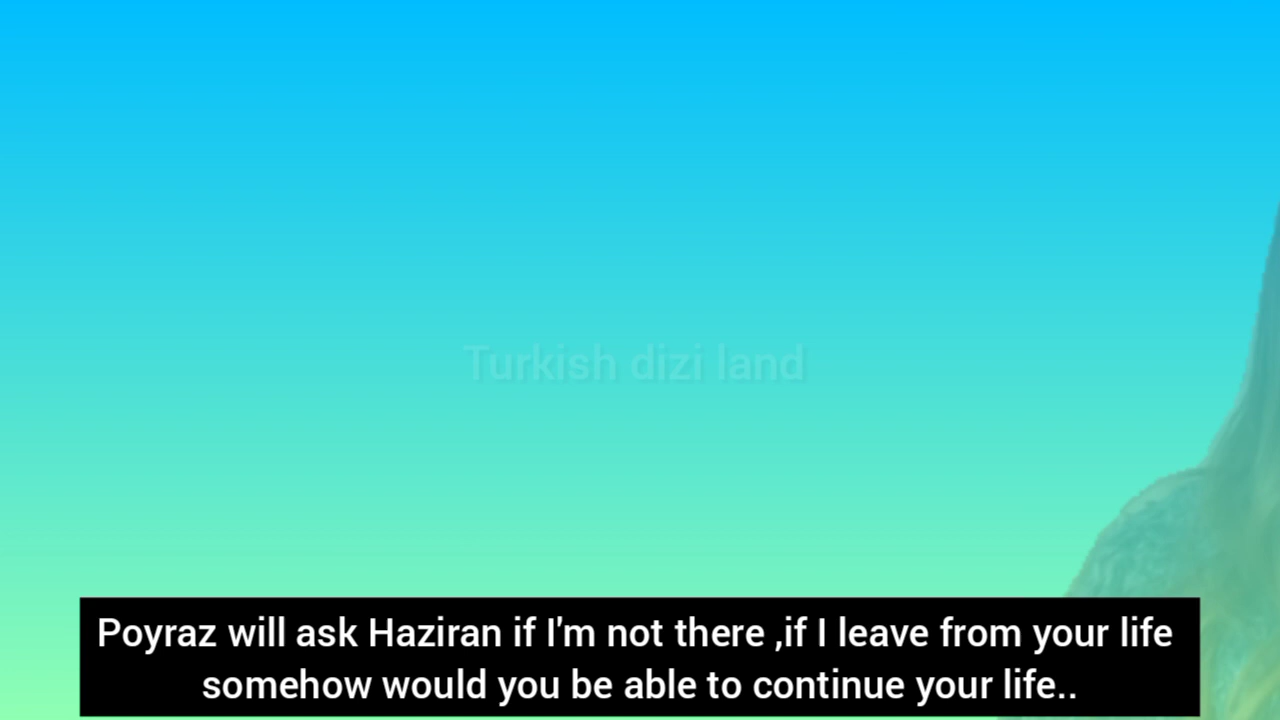 Turkish dizi land
Poyraz will ask Haziran if I'm not there ,if I leave from your life
somehow would you be able to continue your life..